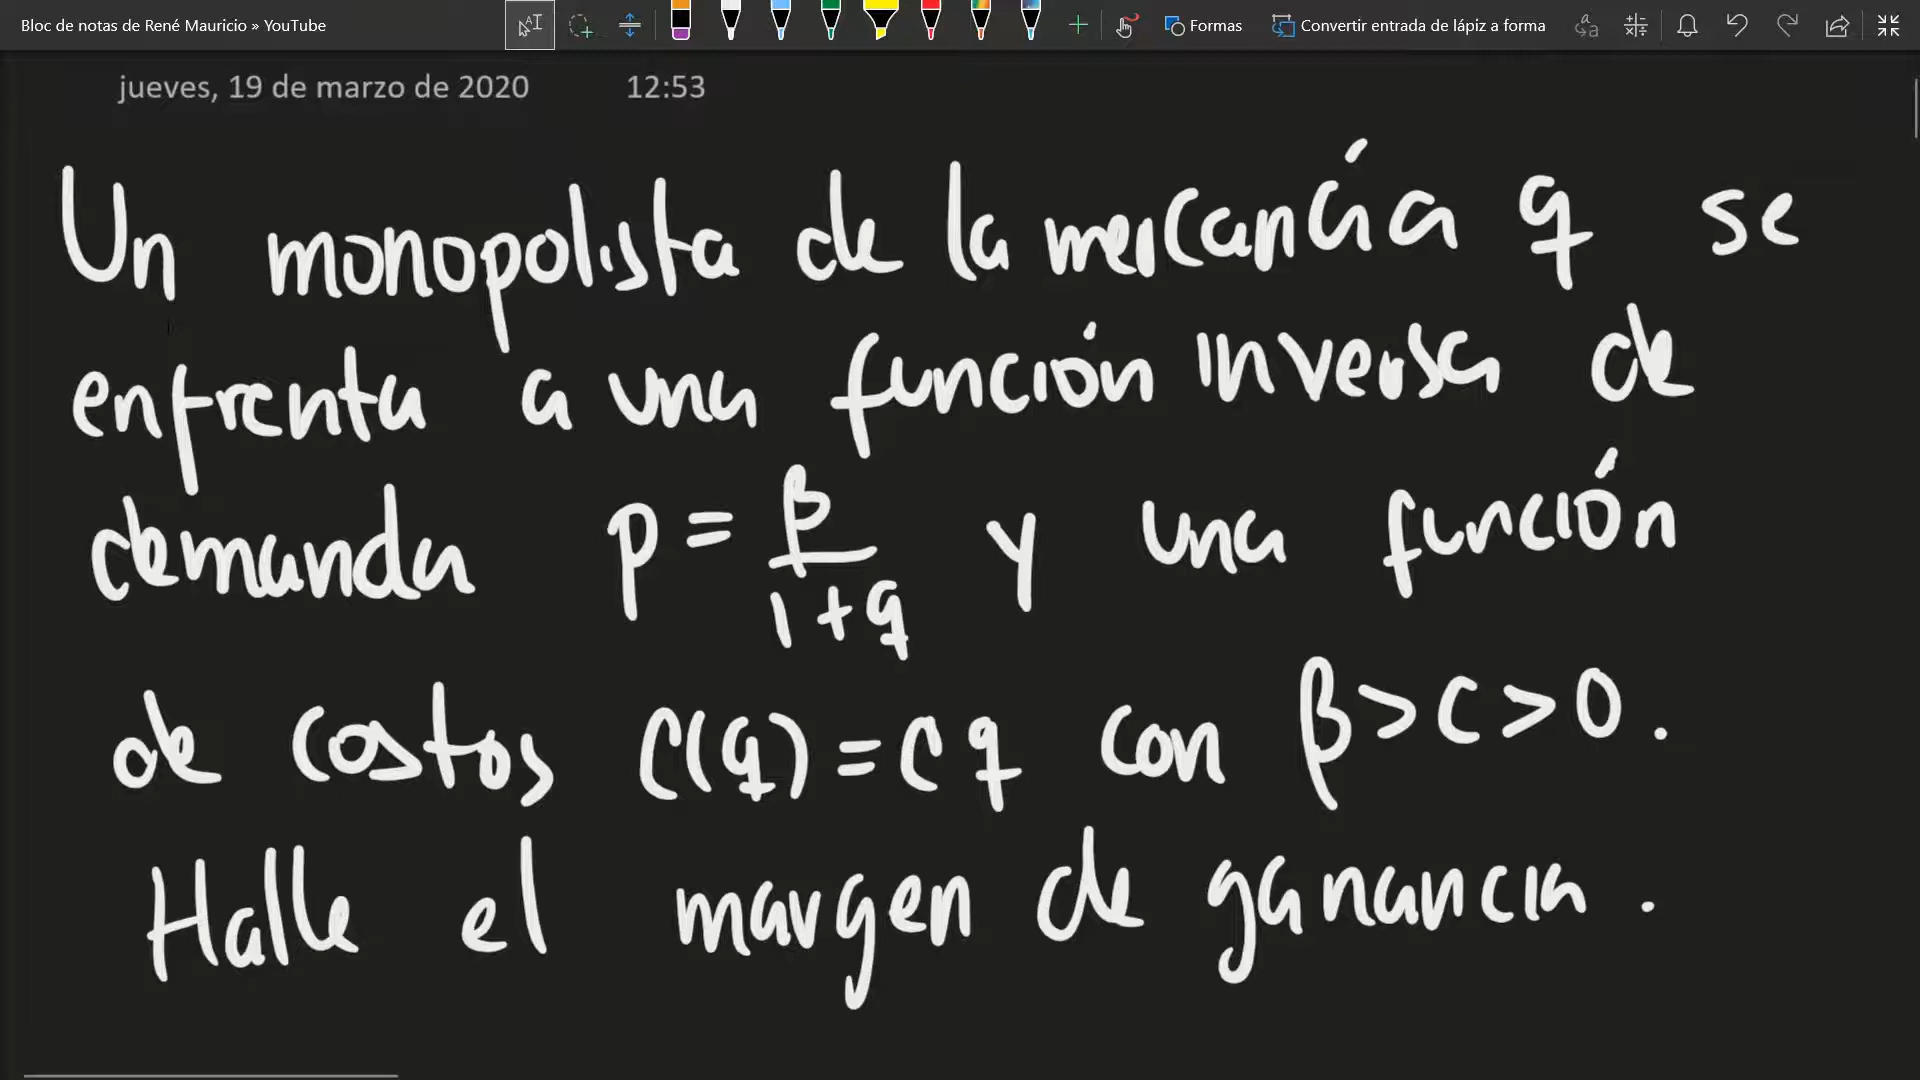 Bloc de notas de René Mauricio » YouTube
Formas
Convertir entrada de lápiz a forma
jueves, 19 de marzo de 2020 12:53
Un monopolista de la mercancía q se
enfrenta a una función inversa de
demanda p = β/(1+q) y una función
de costos C(q) = cq con β > c > 0.
Halle el margen de ganancia.